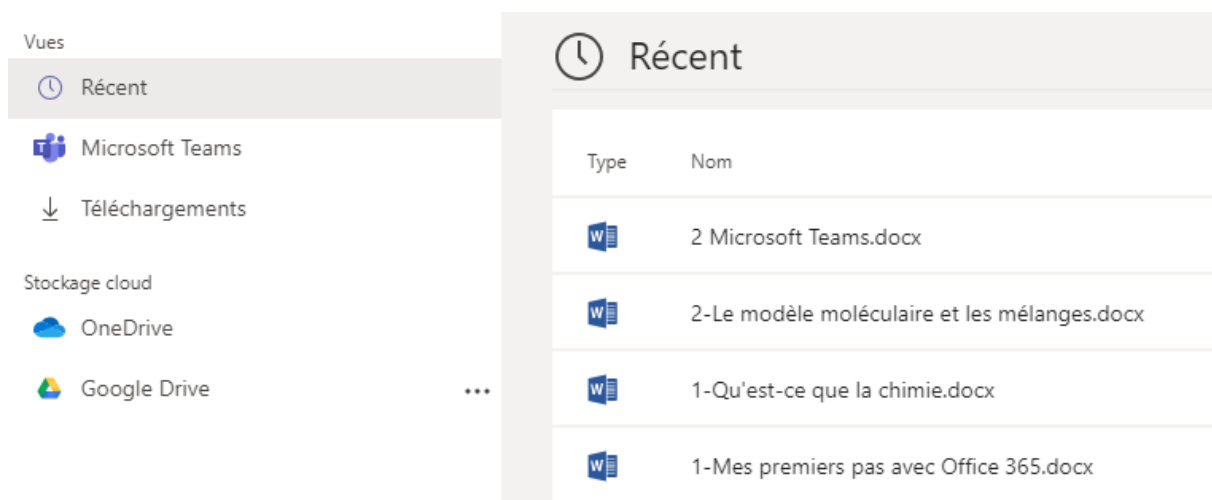 Vues
Récent
Microsoft Teams
Téléchargements
Stockage cloud
OneDrive
Google Drive
Récent
Type Nom
2 Microsoft Teams.docx
2-Le modèle moléculaire et les mélanges.docx
1-Qu'est-ce que la chimie.docx
1-Mes premiers pas avec Office 365.docx